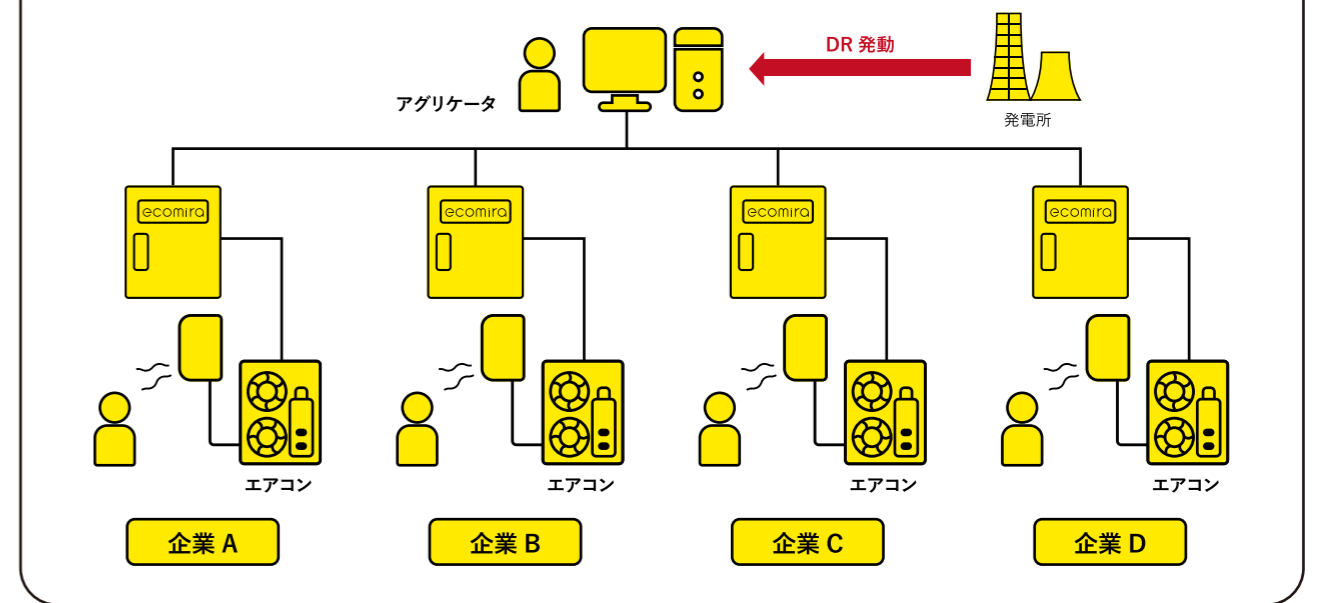 DR 発動
アグリケータ
発電所
ecomira
ecomira
ecomira
ecomira
エアコン
エアコン
エアコン
エアコン
企業 A
企業 B
企業 C
企業 D